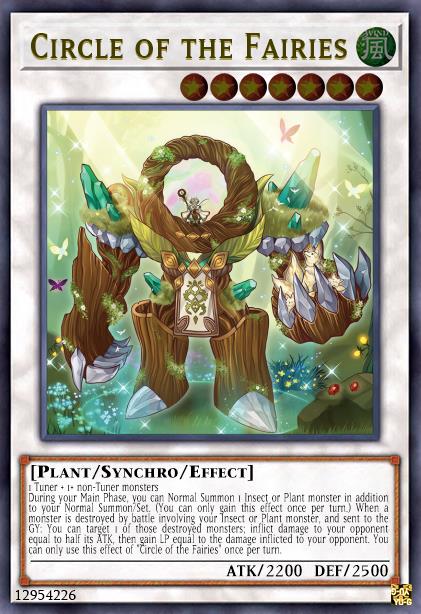 CIRCLE OF THE FAIRIES
WIND
風
[PLANT/SYNCHRO/EFFECT]
1 Tuner + 1+ non-Tuner monsters
During your Main Phase, you can Normal Summon 1 Insect or Plant monster in addition
to your Normal Summon/Set. (You can only gain this effect once per turn.) When a
monster is destroyed by battle involving your Insect or Plant monster, and sent to the
GY: You can target 1 of those destroyed monsters; inflict damage to your opponent
equal to half its ATK, then gain LP equal to the damage inflicted to your opponent. You
can only use this effect of "Circle of the Fairies" once per turn.
ATK/2200 DEF/2500
12954226